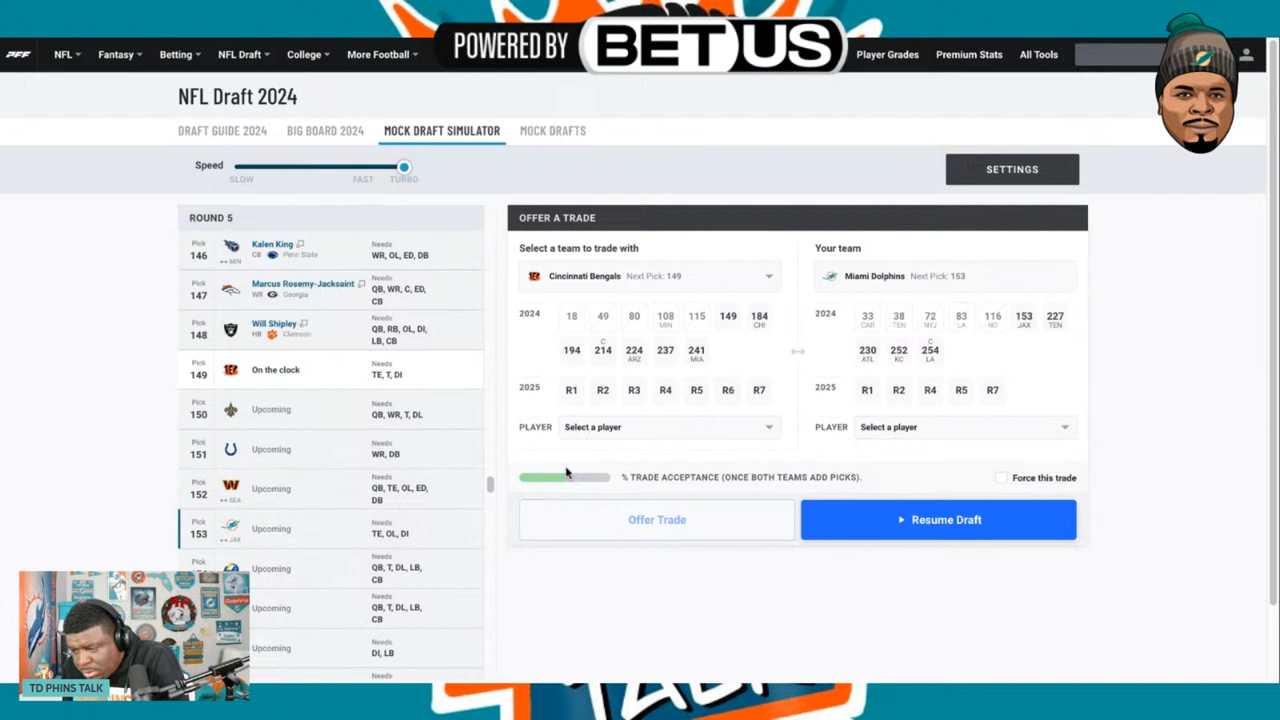 POWERED BY BETUS
PFF NFL Fantasy Betting NFL Draft College More Football Player Grades Premium Stats All Tools
NFL Draft 2024
DRAFT GUIDE 2024 BIG BOARD 2024 MOCK DRAFT SIMULATOR MOCK DRAFTS
Speed
SLOW FAST TURBO
SETTINGS
ROUND 5
Pick 146 MIN Kalen King CB Penn State Needs WR, OL, ED, DB
Pick 147 Marcus Rosemy-Jacksaint WR Georgia Needs QB, WR, C, ED, CB
Pick 148 Will Shipley HB Clemson Needs QB, RB, OL, DI, LB, CB
Pick 149 On the clock Needs TE, T, DI
Pick 150 Upcoming Needs QB, WR, T, DL
Pick 151 Upcoming Needs WR, DB
Pick 152 SEA Upcoming Needs QB, TE, OL, ED, DB
Pick 153 JAX Upcoming Needs TE, OL, DI
Upcoming Needs QB, T, DL, LB, CB
Upcoming Needs QB, T, DL, LB, CB
Upcoming Needs DI, LB
Needs
OFFER A TRADE
Select a team to trade with
Cincinnati Bengals Next Pick: 149
2024 18 49 80 108 MIN 115 149 184 CHI
194 C 214 224 ARZ 237 241 MIA
2025 R1 R2 R3 R4 R5 R6 R7
PLAYER Select a player
Your team
Miami Dolphins Next Pick: 153
2024 33 CAR 38 TEN 72 NYJ 83 LA 116 NO 153 JAX 227 TEN
230 ATL 252 KC C 254 LA
2025 R1 R2 R4 R5 R7
PLAYER Select a player
% TRADE ACCEPTANCE (ONCE BOTH TEAMS ADD PICKS).
Force this trade
Offer Trade
Resume Draft
TD PHINS TALK
TALK